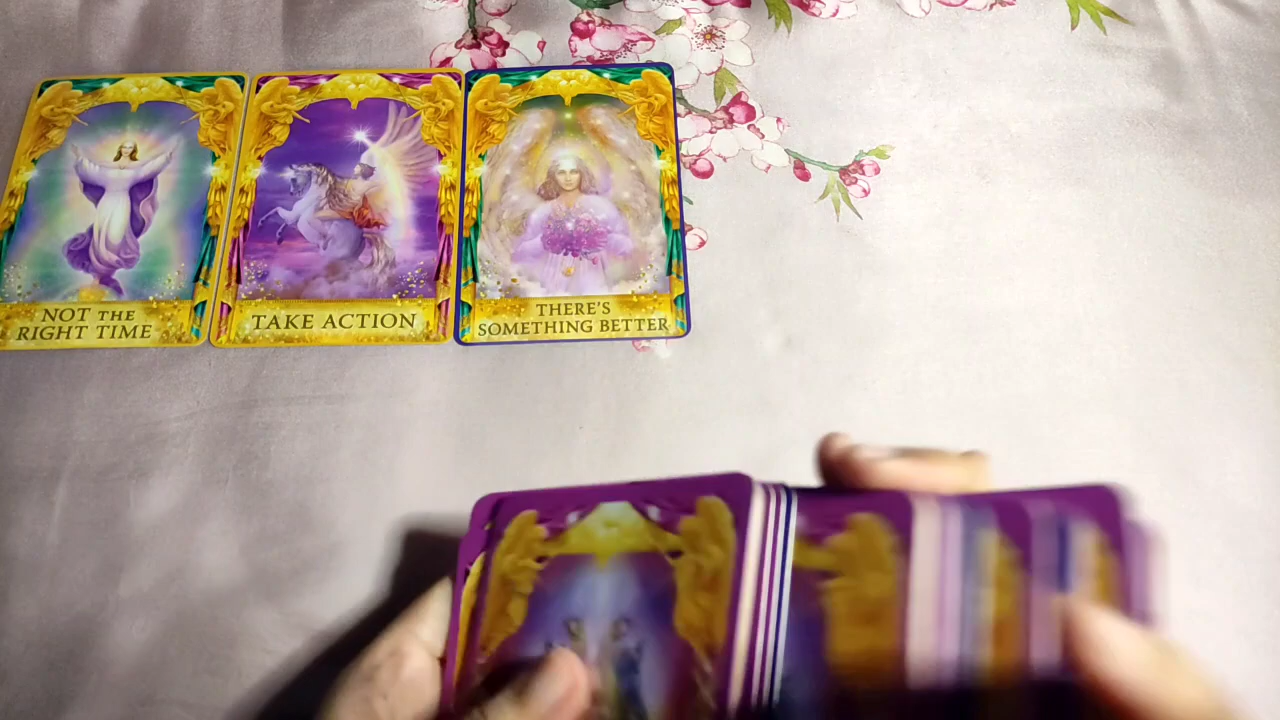 NOT THE
RIGHT TIME
TAKE ACTION
THERE'S
SOMETHING BETTER